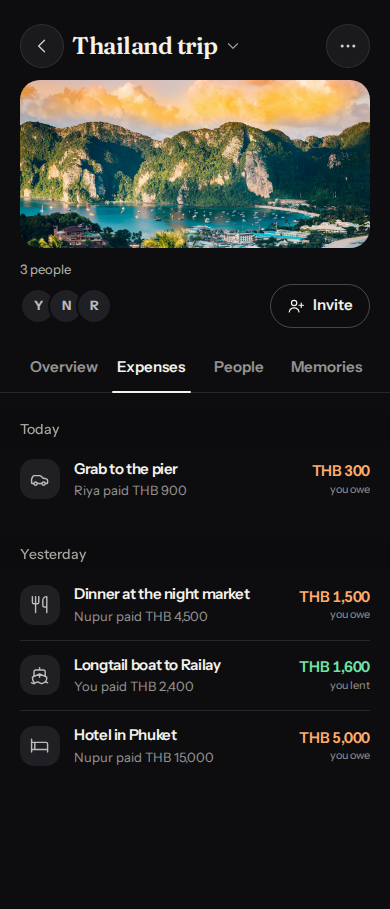 Thailand trip
3 people
Y N R
Invite
Overview Expenses People Memories
Today
Grab to the pier THB 300
Riya paid THB 900 you owe
Yesterday
Dinner at the night market THB 1,500
Nupur paid THB 4,500 you owe
Longtail boat to Railay THB 1,600
You paid THB 2,400 you lent
Hotel in Phuket THB 5,000
Nupur paid THB 15,000 you owe